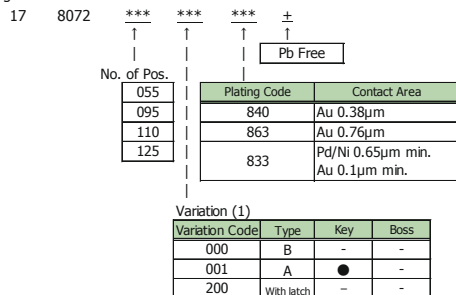 17 8072 *** *** *** +
Pb Free
No. of Pos.
055
095
110
125
Plating Code Contact Area
840 Au 0.38µm
863 Au 0.76µm
833 Pd/Ni 0.65µm min.
Au 0.1µm min.
Variation (1)
Variation Code Type Key Boss
000 B - -
001 A ● -
200 With latch – -